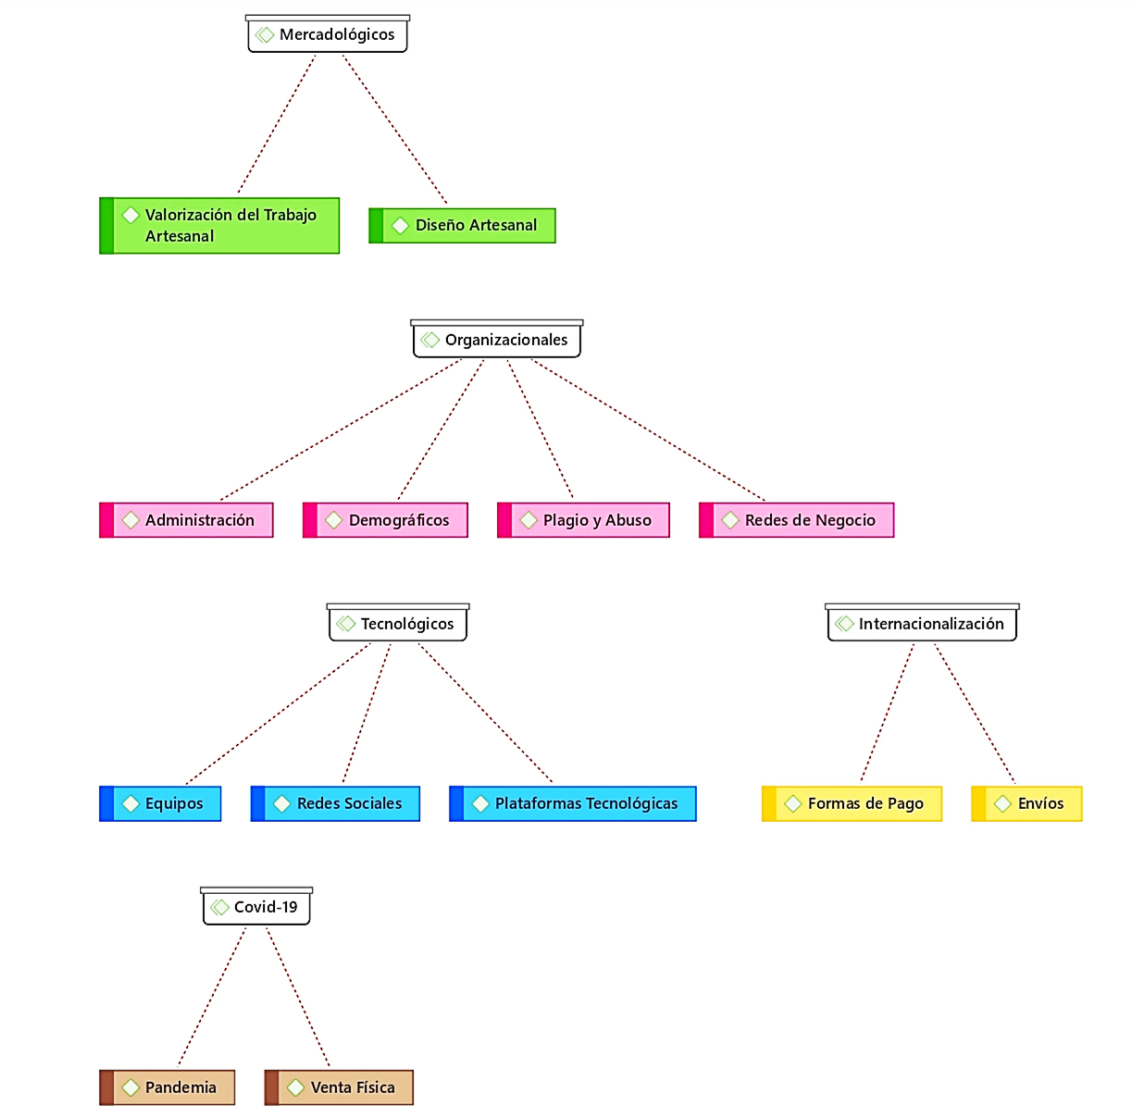 Mercadológicos
Valorización del Trabajo
Artesanal
Diseño Artesanal
Organizacionales
Administración
Demográficos
Plagio y Abuso
Redes de Negocio
Tecnológicos
Internacionalización
Equipos
Redes Sociales
Plataformas Tecnológicas
Formas de Pago
Envíos
Covid-19
Pandemia
Venta Física